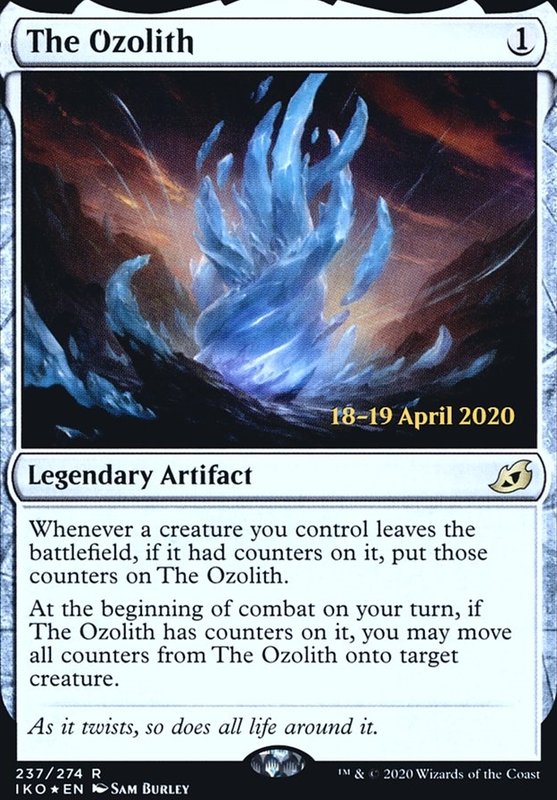 The Ozolith 1
18-19 April 2020
Legendary Artifact
Whenever a creature you control leaves the
battlefield, if it had counters on it, put those
counters on The Ozolith.
At the beginning of combat on your turn, if
The Ozolith has counters on it, you may move
all counters from The Ozolith onto target
creature.
As it twists, so does all life around it.
237/274 R
IKO★EN Sam Burley
™ & © 2020 Wizards of the Coast